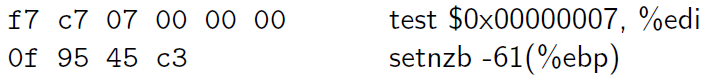 f7 c7 07 00 00 00 test $0x00000007, %edi
0f 95 45 c3 setnzb -61(%ebp)